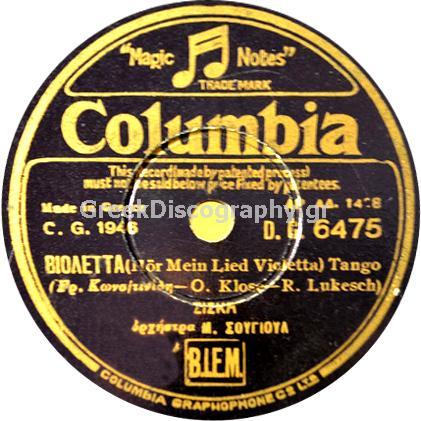 "Magic Notes"
TRADE MARK
Columbia
This record (made by patented process)
must not be sold below price fixed by patentees.
Made in Greece
GreekDiscography.gr
C. G. 1946 D. G. 6475
ΒΙΟΛΕΤΤΑ (Hör Mein Lied Violetta) Tango
— O. Klose — R. Lukesch)
ΖΙΣΚΑ
ὀρχήστρα Μ. ΣΟΥΓΙΟΥΛ
B.I.E.M.
COLUMBIA GRAPHOPHONE Cº LTD